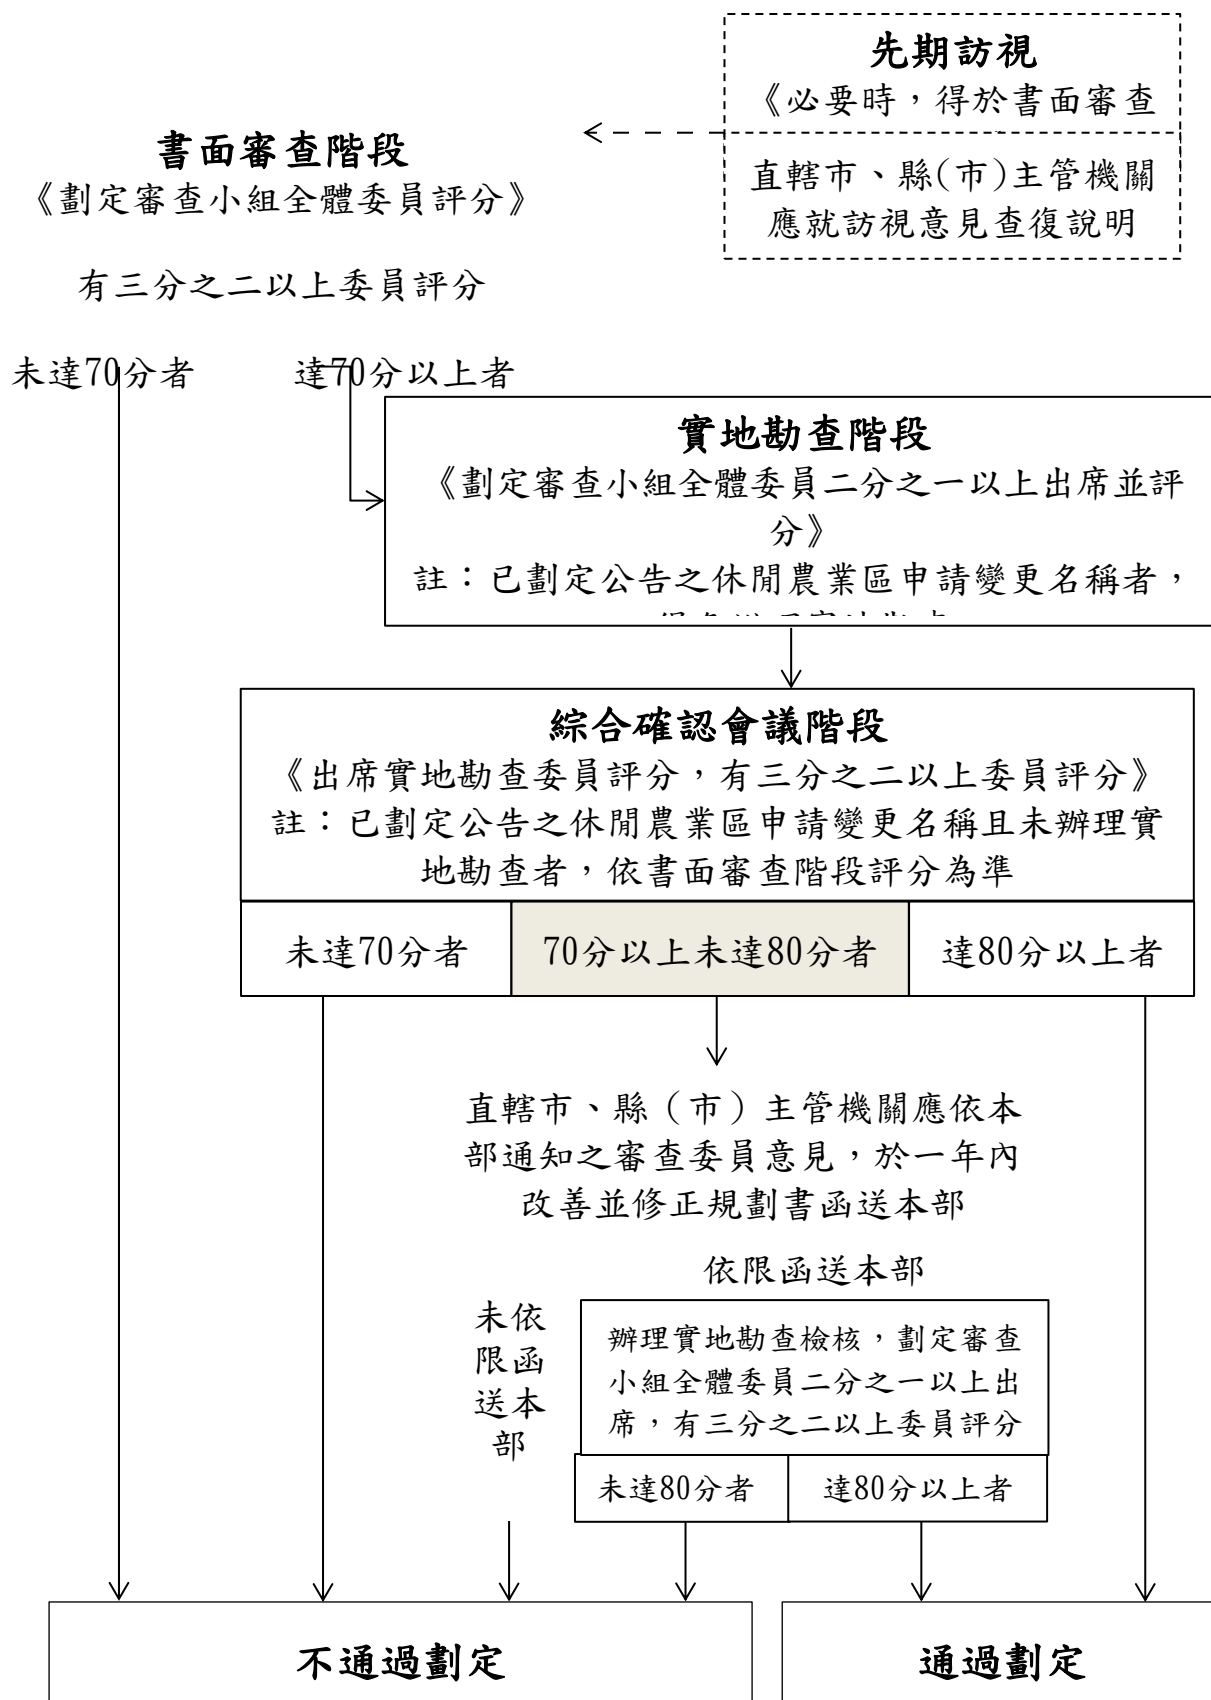 先期訪視
《必要時，得於書面審查
直轄市、縣(市)主管機關
應就訪視意見查復說明
書面審查階段
《劃定審查小組全體委員評分》
有三分之二以上委員評分
未達70分者
達70分以上者
實地勘查階段
《劃定審查小組全體委員二分之一以上出席並評
分》
註：已劃定公告之休閒農業區申請變更名稱者，
綜合確認會議階段
《出席實地勘查委員評分，有三分之二以上委員評分》
註：已劃定公告之休閒農業區申請變更名稱且未辦理實
地勘查者，依書面審查階段評分為準
未達70分者
70分以上未達80分者
達80分以上者
直轄市、縣（市）主管機關應依本
部通知之審查委員意見，於一年內
改善並修正規劃書函送本部
依限函送本部
未依
限函
送本
部
辦理實地勘查檢核，劃定審查
小組全體委員二分之一以上出
席，有三分之二以上委員評分
未達80分者
達80分以上者
不通過劃定
通過劃定